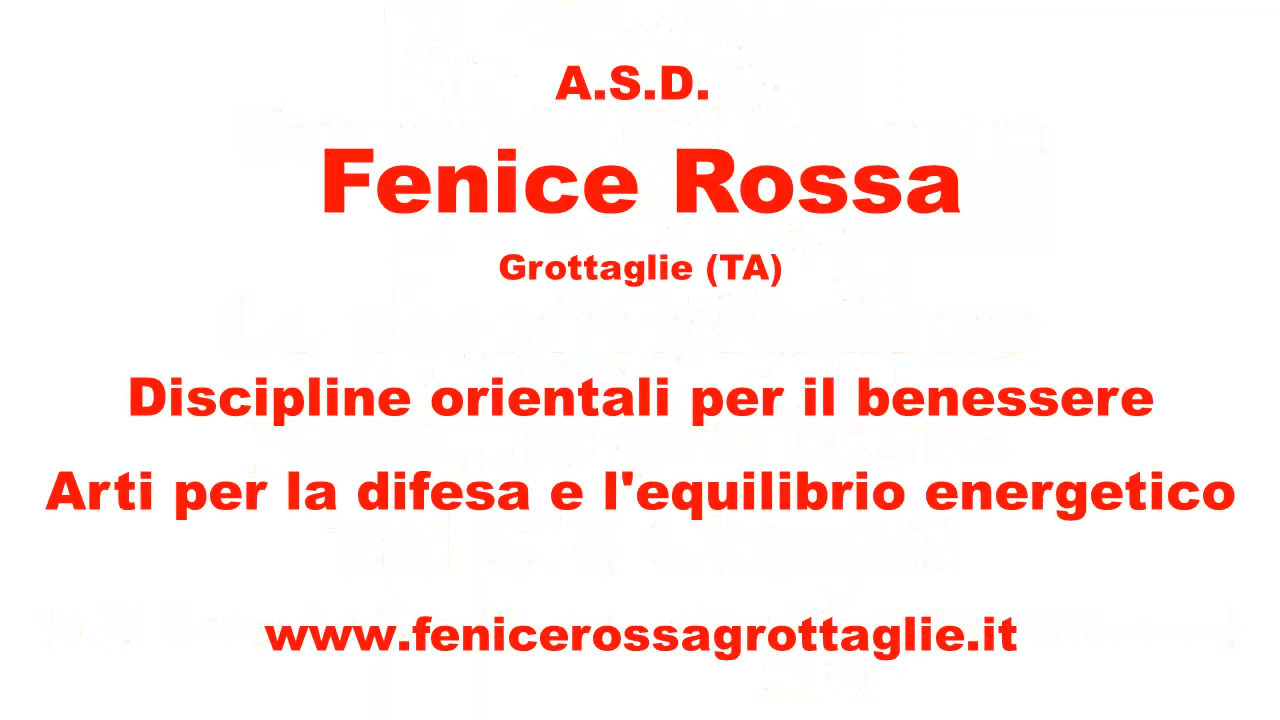 A.S.D.
Fenice Rossa
Grottaglie (TA)
Discipline orientali per il benessere
Arti per la difesa e l'equilibrio energetico
www.fenicerossagrottaglie.it